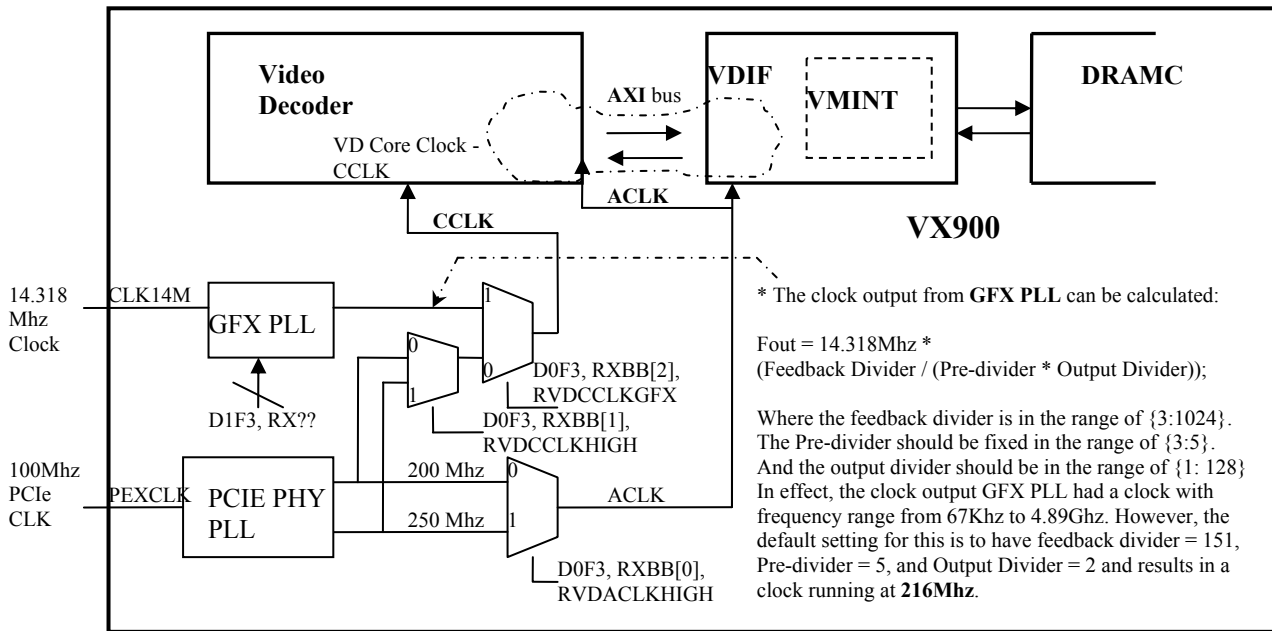 Video
Decoder
VDIF
VMINT
DRAMC
AXI bus
VD Core Clock -
CCLK
ACLK
CCLK
VX900
14.318
Mhz
Clock
CLK14M
GFX PLL
1
0
0
1
D1F3, RX??
D0F3, RXBB[2],
RVDCCLKGFX
D0F3, RXBB[1],
RVDCCLKHIGH
100Mhz
PCIe
CLK
PEXCLK
PCIE PHY
PLL
200 Mhz
250 Mhz
0
1
ACLK
D0F3, RXBB[0],
RVDACLKHIGH
* The clock output from GFX PLL can be calculated:
Fout = 14.318Mhz *
(Feedback Divider / (Pre-divider * Output Divider));
Where the feedback divider is in the range of {3:1024}.
The Pre-divider should be fixed in the range of {3:5}.
And the output divider should be in the range of {1: 128}
In effect, the clock output GFX PLL had a clock with
frequency range from 67Khz to 4.89Ghz. However, the
default setting for this is to have feedback divider = 151,
Pre-divider = 5, and Output Divider = 2 and results in a
clock running at 216Mhz.